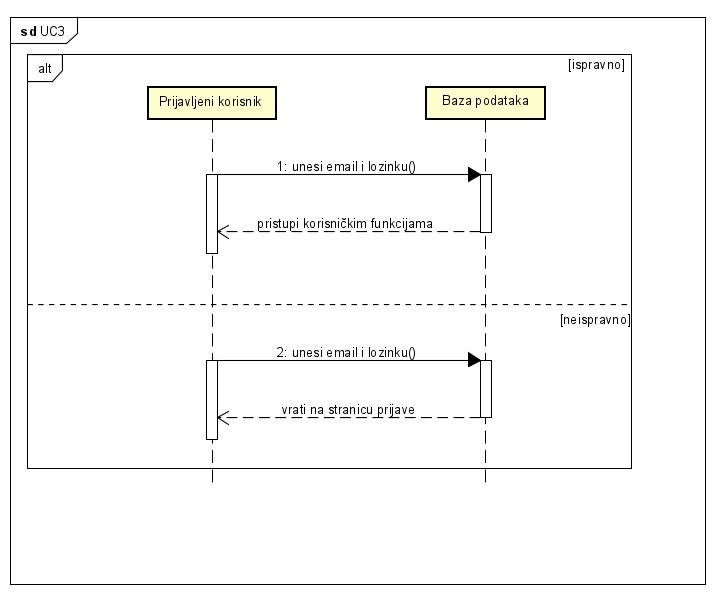 sd UC3
alt
[ispravno]
Prijavljeni korisnik
Baza podataka
1: unesi email i lozinku()
pristupi korisničkim funkcijama
[neispravno]
2: unesi email i lozinku()
vrati na stranicu prijave